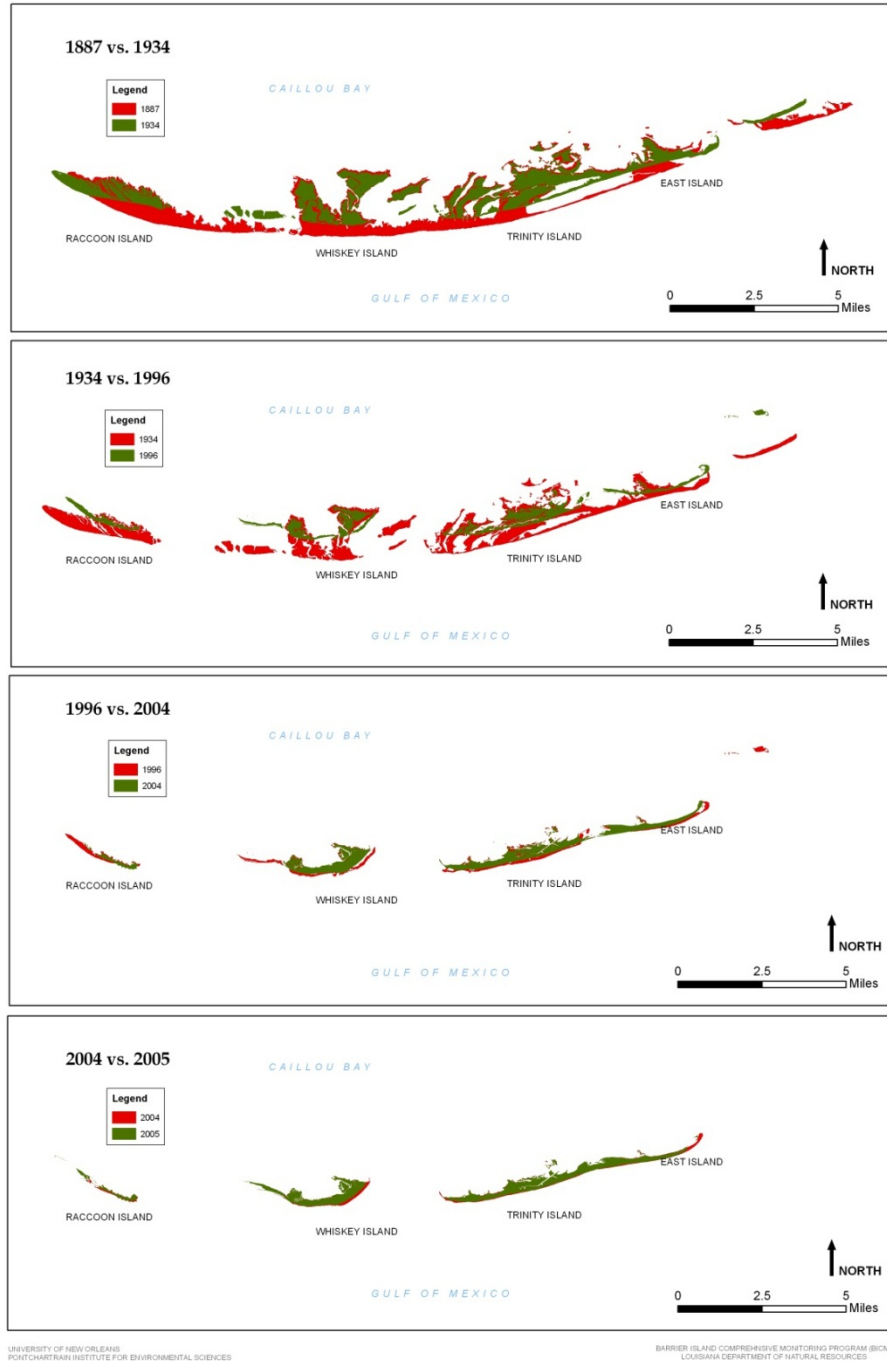 1887 vs. 1934
CAILLOU BAY
Legend
1887
1934
EAST ISLAND
RACCOON ISLAND
TRINITY ISLAND
WHISKEY ISLAND
NORTH
GULF OF MEXICO
0 2.5 5
Miles
1934 vs. 1996
CAILLOU BAY
Legend
1934
1996
EAST ISLAND
RACCOON ISLAND
TRINITY ISLAND
WHISKEY ISLAND
NORTH
GULF OF MEXICO
0 2.5 5
Miles
1996 vs. 2004
CAILLOU BAY
Legend
1996
2004
EAST ISLAND
RACCOON ISLAND
TRINITY ISLAND
WHISKEY ISLAND
NORTH
GULF OF MEXICO
0 2.5 5
Miles
2004 vs. 2005
CAILLOU BAY
Legend
2004
2005
EAST ISLAND
RACCOON ISLAND
TRINITY ISLAND
WHISKEY ISLAND
NORTH
GULF OF MEXICO
0 2.5 5
Miles
UNIVERSITY OF NEW ORLEANS
PONTCHARTRAIN INSTITUTE FOR ENVIRONMENTAL SCIENCES
BARRIER ISLAND COMPREHNSIVE MONITORING PROGRAM
LOUISIANA DEPARTMENT OF NATURAL RESOURCES